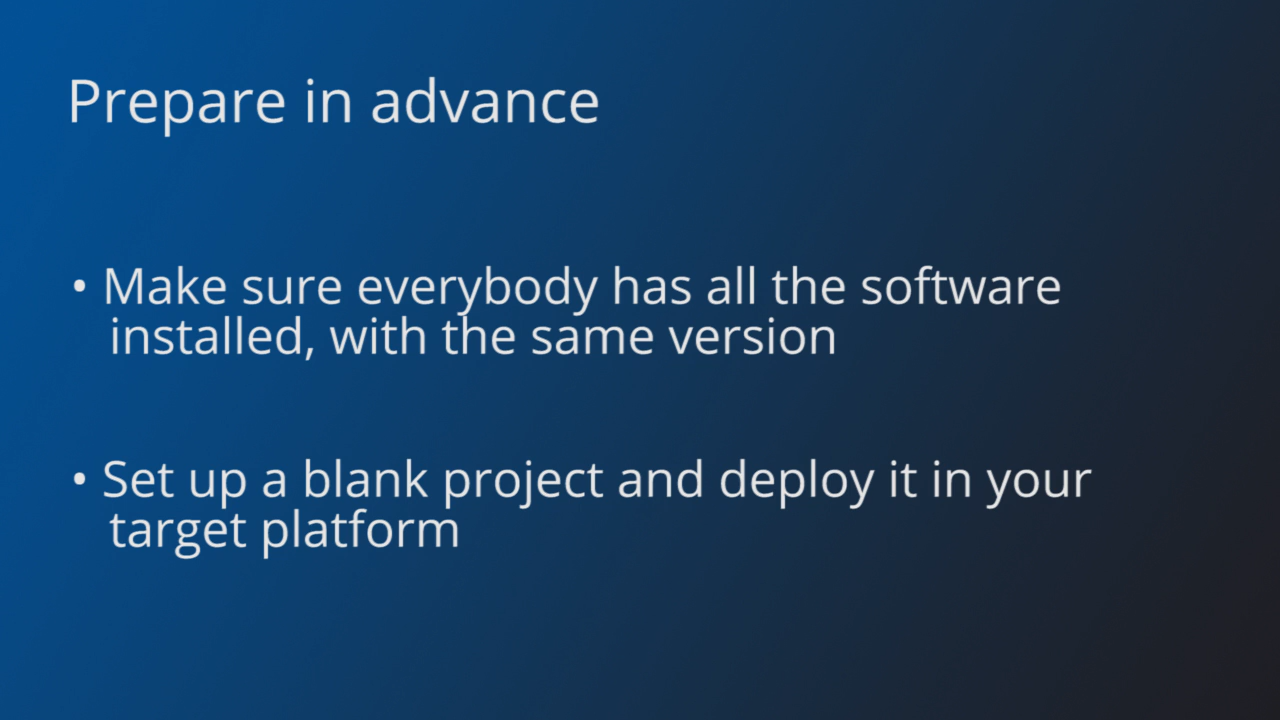 Prepare in advance
• Make sure everybody has all the software
installed, with the same version
• Set up a blank project and deploy it in your
target platform